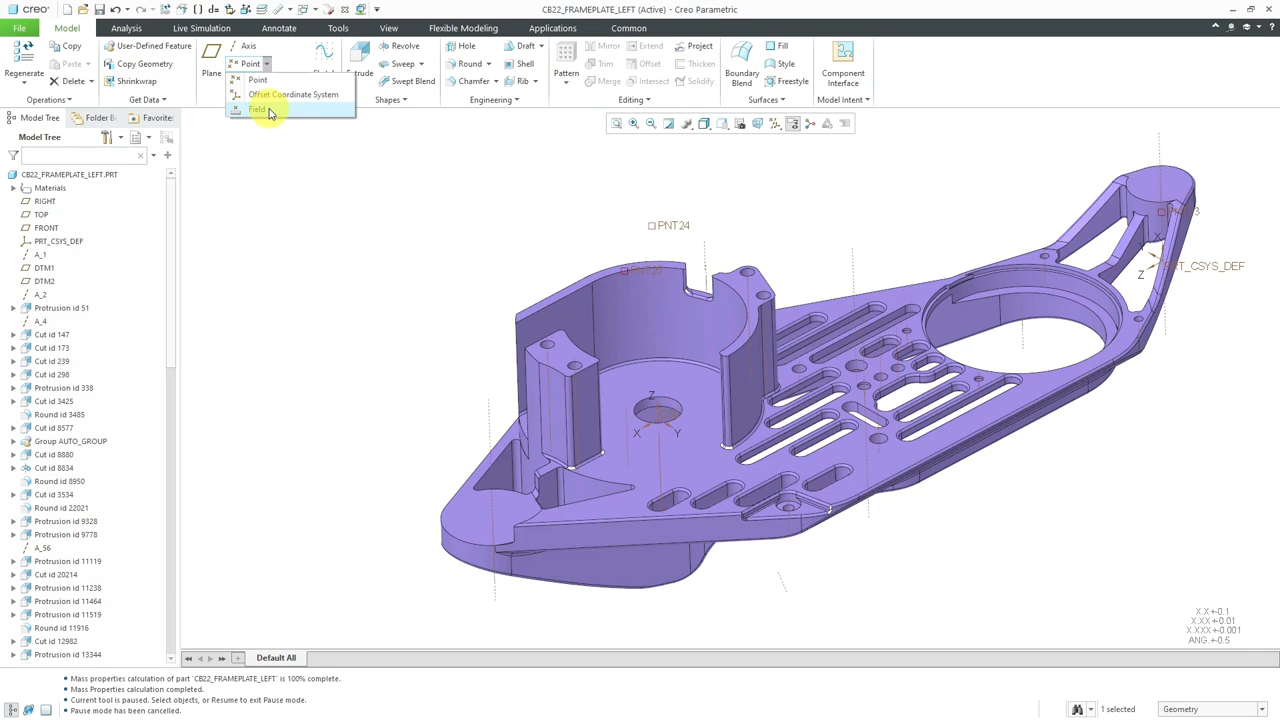 creo
CB22_FRAMEPLATE_LEFT (Active) - Creo Parametric
File Model Analysis Live Simulation Annotate Tools View Flexible Modeling Applications Common
Regenerate
Copy
Paste
Delete
Operations
User-Defined Feature
Copy Geometry
Shrinkwrap
Get Data
Plane
Axis
Point
Point
Offset Coordinate System
Field
Extrude
Revolve
Sweep
Swept Blend
Shapes
Hole
Round
Chamfer
Draft
Shell
Rib
Engineering
Pattern
Mirror
Trim
Merge
Extend
Offset
Intersect
Project
Thicken
Solidify
Editing
Boundary
Blend
Fill
Style
Freestyle
Surfaces
Component
Interface
Model Intent
Model Tree
Folder B
Favorite:
Model Tree
CB22_FRAMEPLATE_LEFT.PRT
Materials
RIGHT
TOP
FRONT
PRT_CSYS_DEF
A_1
DTM1
DTM2
A_2
Protrusion id 51
A_4
Cut id 147
Cut id 173
Cut id 239
Cut id 298
Protrusion id 338
Cut id 3425
Round id 3485
Cut id 8577
Group AUTO_GROUP
Cut id 8880
Cut id 8834
Round id 8950
Cut id 3534
Round id 22021
Protrusion id 9328
Protrusion id 9778
A_56
Protrusion id 11119
Cut id 20214
Protrusion id 11238
Protrusion id 11464
Protrusion id 11519
Round id 11916
Cut id 12982
Protrusion id 13344
PNT24
PNT25
X
Y
Z
PRT_CSYS_DEF
Z
X
Y
X.X+-0.1
X.XX+-0.01
X.XXX+-0.001
ANG.+-0.5
Default All
Mass properties calculation of part 'CB22_FRAMEPLATE_LEFT' is 100% complete.
Mass Properties calculation completed.
Current tool is paused. Select objects, or Resume to exit Pause mode.
Pause mode has been cancelled.
1 selected
Geometry